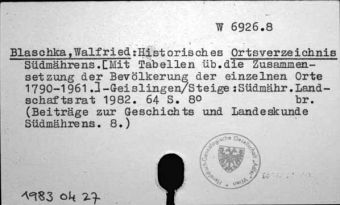 W 6926.8
Blaschka,Walfried:Historisches Ortsverzeichnis
Südmährens.[Mit Tabellen üb.die Zusammen-
setzung der Bevölkerung der einzelnen Orte
1790-1961.]-Geislingen/Steige:Südmähr.Land-
schaftsrat 1982. 64 S. 8º br.
(Beiträge zur Geschichte und Landeskunde
Südmährens. 8.)
1983 04 27